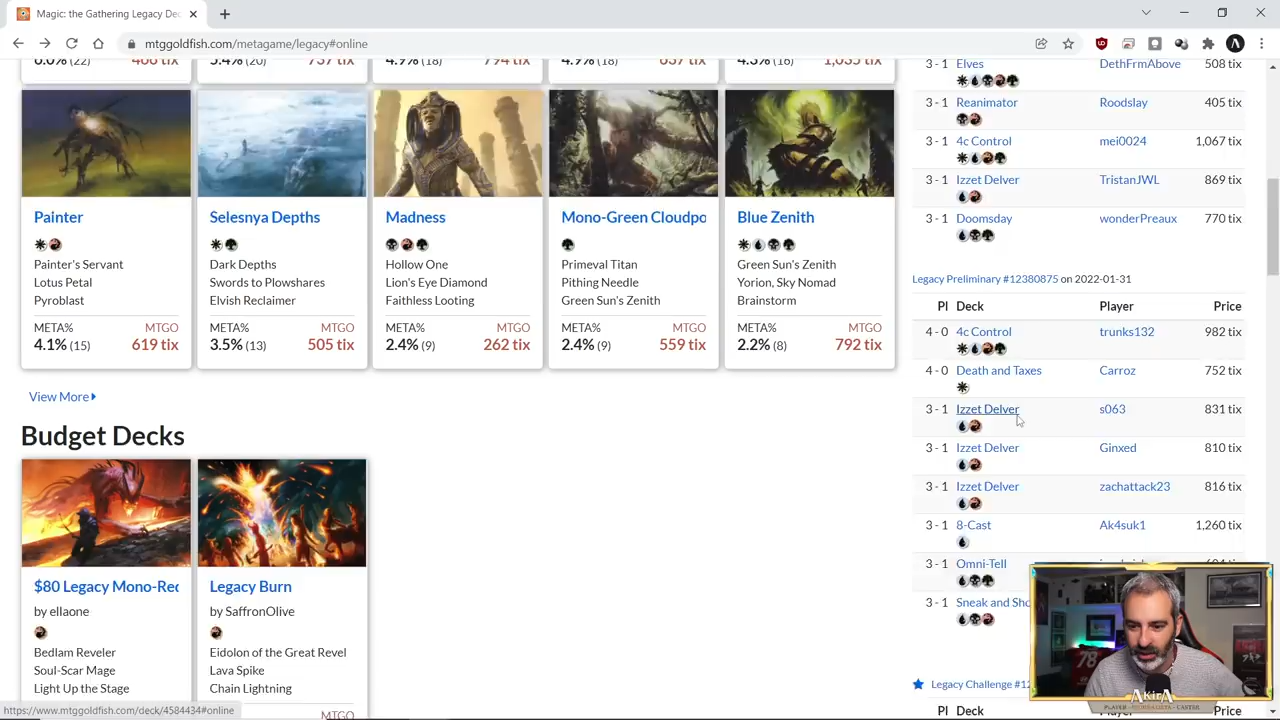 Magic: the Gathering Legacy Dec
mtggoldfish.com/metagame/legacy#online
6.0% (22) 466 tix
5.4% (20) 737 tix
4.9% (18) 794 tix
4.9% (18) 637 tix
4.3% (16) 1,035 tix
Painter
Painter's Servant
Lotus Petal
Pyroblast
META% MTGO
4.1% (15) 619 tix
Selesnya Depths
Dark Depths
Swords to Plowshares
Elvish Reclaimer
META% MTGO
3.5% (13) 505 tix
Madness
Hollow One
Lion's Eye Diamond
Faithless Looting
META% MTGO
2.4% (9) 262 tix
Mono-Green Cloudpo
Primeval Titan
Pithing Needle
Green Sun's Zenith
META% MTGO
2.4% (9) 559 tix
Blue Zenith
Green Sun's Zenith
Yorion, Sky Nomad
Brainstorm
META% MTGO
2.2% (8) 792 tix
View More
Budget Decks
$80 Legacy Mono-Rec
by ellaone
Bedlam Reveler
Soul-Scar Mage
Light Up the Stage
Legacy Burn
by SaffronOlive
Eidolon of the Great Revel
Lava Spike
Chain Lightning
MTGO
https://www.mtggoldfish.com/deck/4584434#online
3 - 1 Elves DethFrmAbove 508 tix
3 - 1 Reanimator Roodslay 405 tix
3 - 1 4c Control mei0024 1,067 tix
3 - 1 Izzet Delver TristanJWL 869 tix
3 - 1 Doomsday wonderPreaux 770 tix
Legacy Preliminary #12380875 on 2022-01-31
Pl Deck Player Price
4 - 0 4c Control trunks132 982 tix
4 - 0 Death and Taxes Carroz 752 tix
3 - 1 Izzet Delver s063 831 tix
3 - 1 Izzet Delver Ginxed 810 tix
3 - 1 Izzet Delver zachattack23 816 tix
3 - 1 8-Cast Ak4suk1 1,260 tix
3 - 1 Omni-Tell
3 - 1 Sneak and Sho
Legacy Challenge #12
Pl Deck Player Price
AkirA